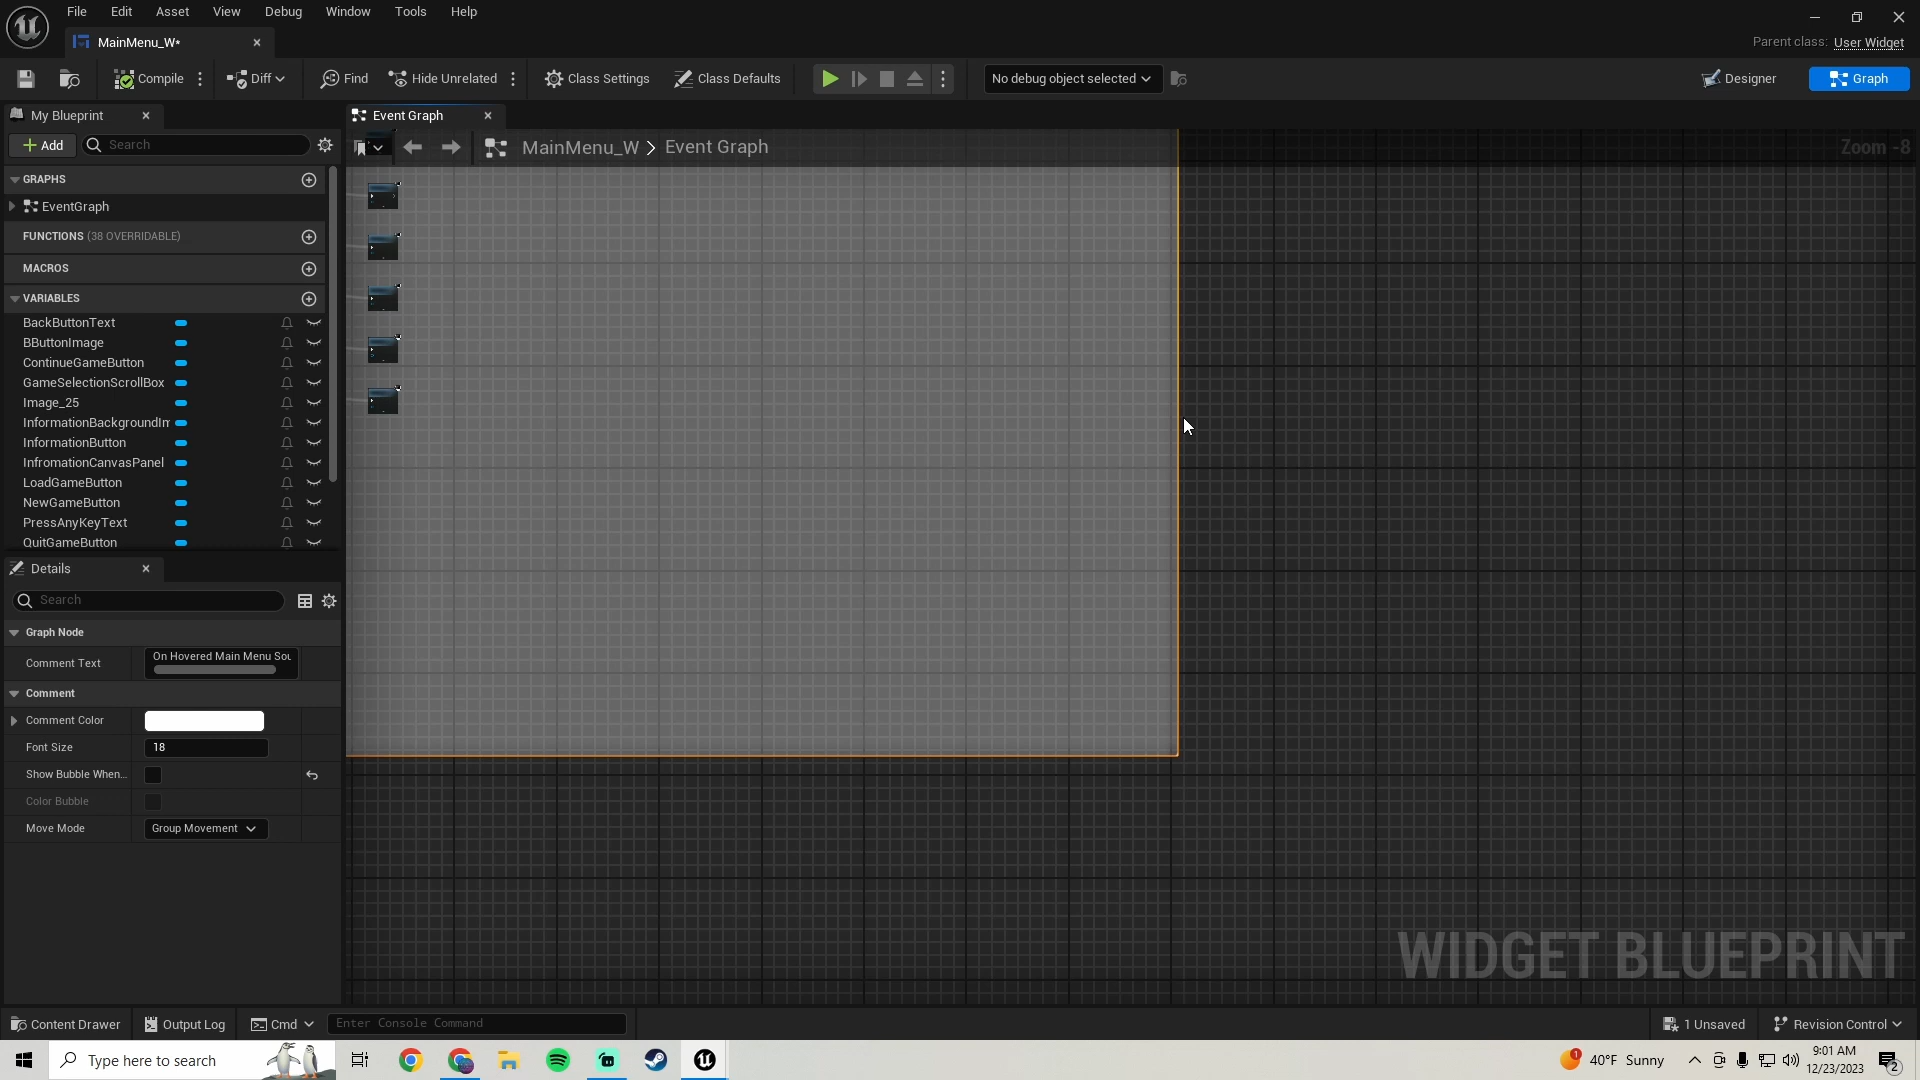 File Edit Asset View Debug Window Tools Help
MainMenu_W*
Parent class: User Widget
Compile Diff Find Hide Unrelated Class Settings Class Defaults No debug object selected Designer Graph
My Blueprint
Event Graph
Add Search
MainMenu_W > Event Graph
Zoom -8
GRAPHS
EventGraph
FUNCTIONS (38 OVERRIDABLE)
MACROS
VARIABLES
BackButtonText
BButtonImage
ContinueGameButton
GameSelectionScrollBox
Image_25
InformationBackgroundIm
InformationButton
InfromationCanvasPanel
LoadGameButton
NewGameButton
PressAnyKeyText
QuitGameButton
Details
Search
Graph Node
Comment Text On Hovered Main Menu Sou
Comment
Comment Color
Font Size 18
Show Bubble When...
Color Bubble
Move Mode Group Movement
WIDGET BLUEPRINT
Content Drawer Output Log Cmd Enter Console Command 1 Unsaved Revision Control
Type here to search
1
40°F Sunny
9:01 AM
12/23/2023
2